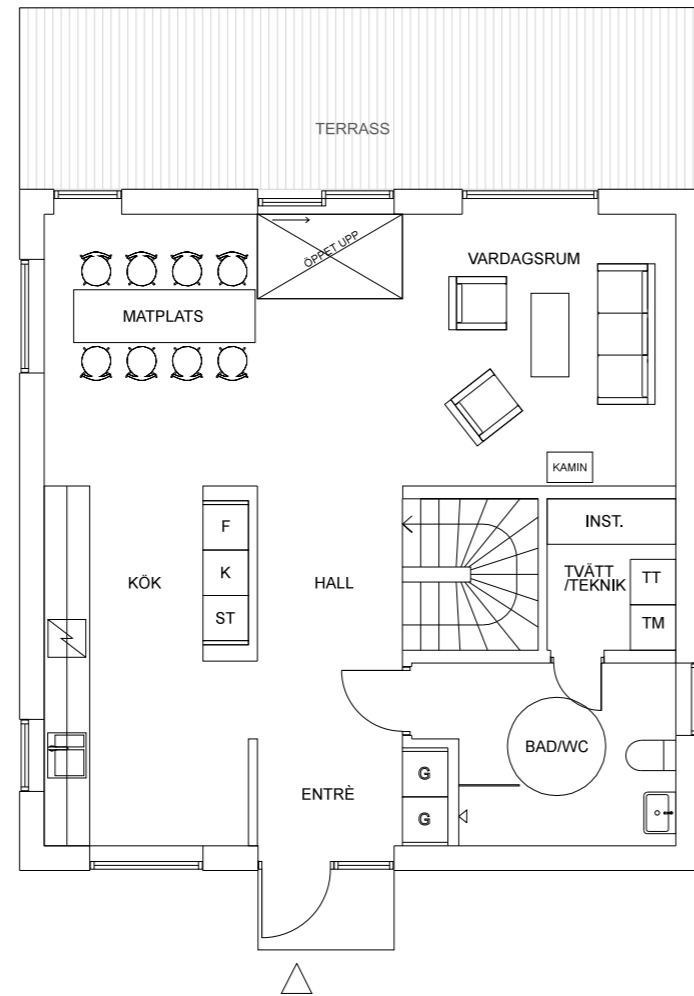 TERRASS
ÖPPET UPP
VARDAGSRUM
MATPLATS
KAMIN
F
K
ST
KÖK
HALL
INST.
TVÄTT
/TEKNIK
TT
TM
BAD/WC
G
G
ENTRÈ